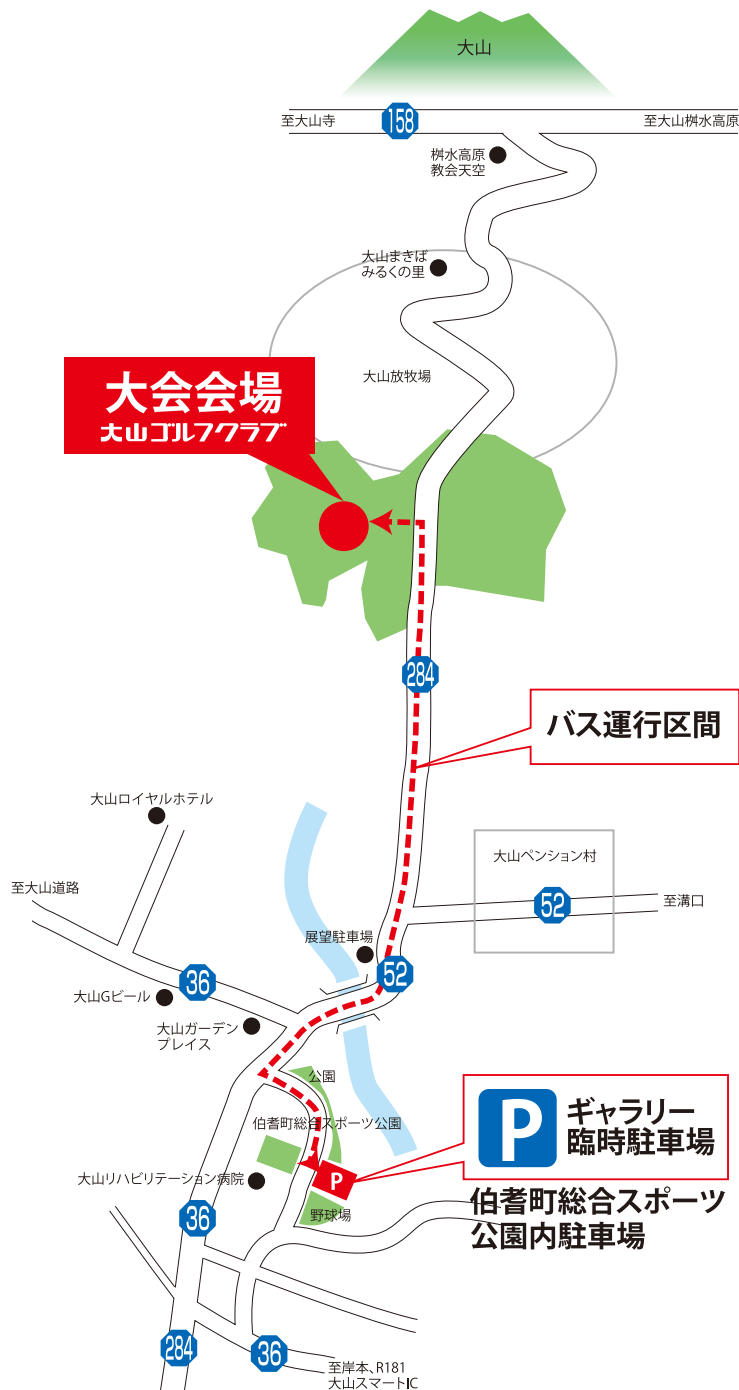 大山
至大山寺
158
至大山桝水高原
桝水高原
教会天空
大山まきば
みるくの里
大山放牧場
大会会場
大山ゴルフクラブ
284
バス運行区間
大山ロイヤルホテル
大山ペンション村
至大山道路
52
至溝口
展望駐車場
36
52
大山Gビール
大山ガーデン
プレイス
公園
伯耆町総合スポーツ公園
P
ギャラリー
臨時駐車場
大山リハビリテーション病院
P
伯耆町総合スポーツ
公園内駐車場
36
野球場
284
36
至岸本、R181
大山スマートIC